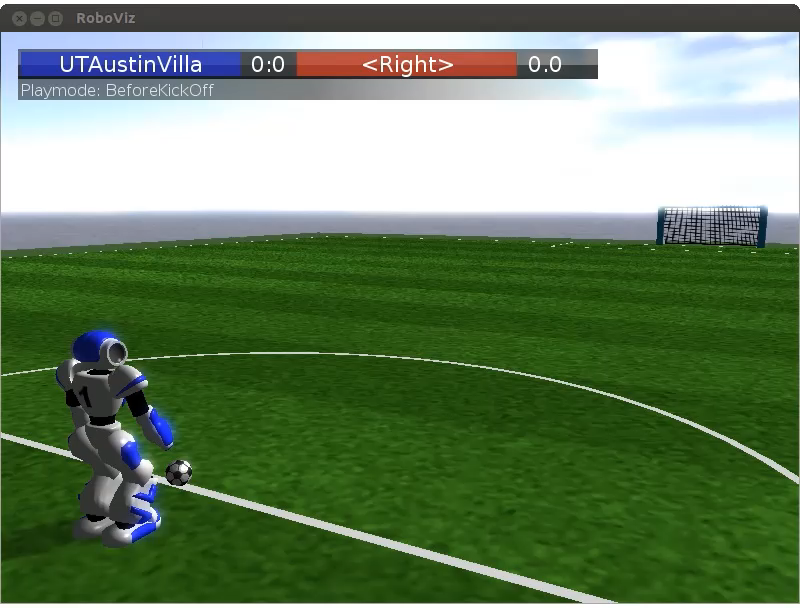 RoboViz
UTAustinVilla 0:0 <Right> 0.0
Playmode: BeforeKickOff
1